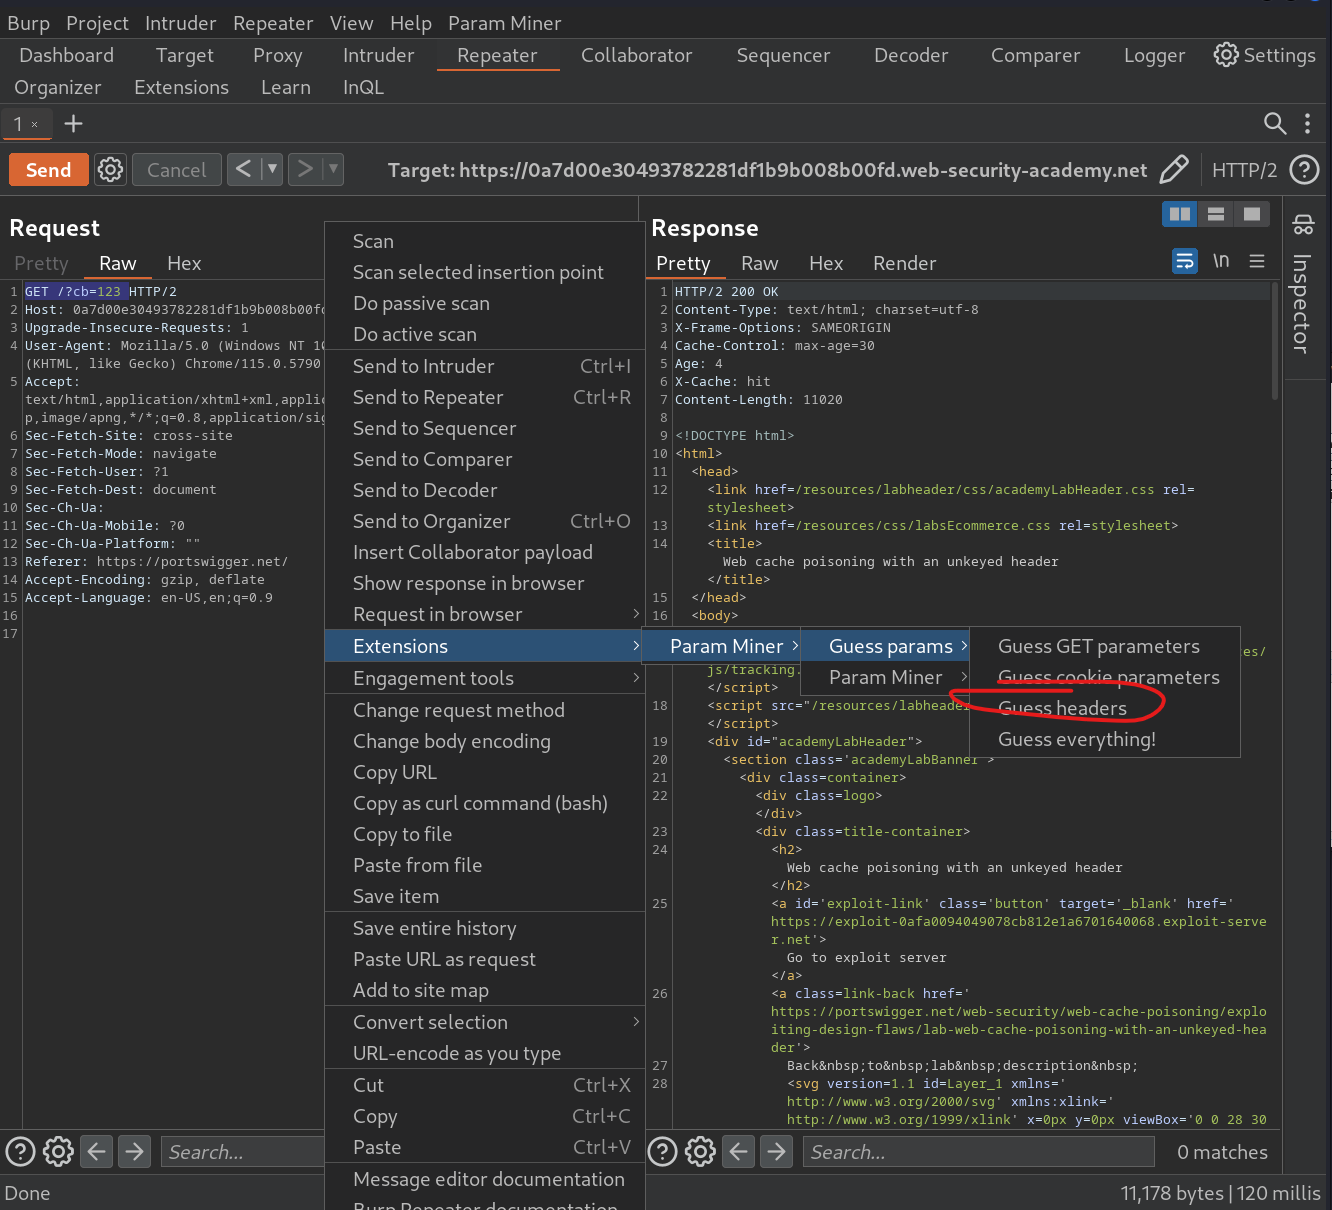 Burp Project Intruder Repeater View Help Param Miner
Dashboard Target Proxy Intruder Repeater Collaborator Sequencer Decoder Comparer Logger Settings
Organizer Extensions Learn InQL
1 × +
Send Cancel < > Target: https://0a7d00e30493782281df1b9b008b00fd.web-security-academy.net HTTP/2 ?
Request
Pretty Raw Hex
1 GET /?cb=123 HTTP/2
2 Host: 0a7d00e30493782281df1b9b008b00fd
3 Upgrade-Insecure-Requests: 1
4 User-Agent: Mozilla/5.0 (Windows NT 10
(KHTML, like Gecko) Chrome/115.0.5790
5 Accept:
text/html,application/xhtml+xml,applic
p,image/apng,*/*;q=0.8,application/sig
6 Sec-Fetch-Site: cross-site
7 Sec-Fetch-Mode: navigate
8 Sec-Fetch-User: ?1
9 Sec-Fetch-Dest: document
10 Sec-Ch-Ua:
11 Sec-Ch-Ua-Mobile: ?0
12 Sec-Ch-Ua-Platform: ""
13 Referer: https://portswigger.net/
14 Accept-Encoding: gzip, deflate
15 Accept-Language: en-US,en;q=0.9
16
17
Scan
Scan selected insertion point
Do passive scan
Do active scan
Send to Intruder Ctrl+I
Send to Repeater Ctrl+R
Send to Sequencer
Send to Comparer
Send to Decoder
Send to Organizer Ctrl+O
Insert Collaborator payload
Show response in browser
Request in browser >
Extensions >
Engagement tools >
Change request method
Change body encoding
Copy URL
Copy as curl command (bash)
Copy to file
Paste from file
Save item
Save entire history
Paste URL as request
Add to site map
Convert selection >
URL-encode as you type
Cut Ctrl+X
Copy Ctrl+C
Paste Ctrl+V
Message editor documentation
Burp Repeater documentation
Param Miner >
Guess params >
Param Miner >
Guess GET parameters
Guess cookie parameters
Guess headers
Guess everything!
Response
Pretty Raw Hex Render \n
1 HTTP/2 200 OK
2 Content-Type: text/html; charset=utf-8
3 X-Frame-Options: SAMEORIGIN
4 Cache-Control: max-age=30
5 Age: 4
6 X-Cache: hit
7 Content-Length: 11020
8
9 <!DOCTYPE html>
10 <html>
11 <head>
12 <link href=/resources/labheader/css/academyLabHeader.css rel=
stylesheet>
13 <link href=/resources/css/labsEcommerce.css rel=stylesheet>
14 <title>
Web cache poisoning with an unkeyed header
</title>
15 </head>
16 <body>
es/
js/tracking.
</script>
18 <script src="/resources/labheader
</script>
19 <div id="academyLabHeader">
20 <section class='academyLabBanner'>
21 <div class=container>
22 <div class=logo>
</div>
23 <div class=title-container>
24 <h2>
Web cache poisoning with an unkeyed header
</h2>
25 <a id='exploit-link' class='button' target='_blank' href='
https://exploit-0afa0094049078cb812e1a6701640068.exploit-serve
r.net'>
Go to exploit server
</a>
26 <a class=link-back href='
https://portswigger.net/web-security/web-cache-poisoning/explo
iting-design-flaws/lab-web-cache-poisoning-with-an-unkeyed-hea
der'>
27 Back&nbsp;to&nbsp;lab&nbsp;description&nbsp;
28 <svg version=1.1 id=Layer_1 xmlns='
http://www.w3.org/2000/svg' xmlns:xlink='
http://www.w3.org/1999/xlink' x=0px y=0px viewBox='0 0 28 30
Inspector
? Search...
? Search... 0 matches
Done 11,178 bytes | 120 millis